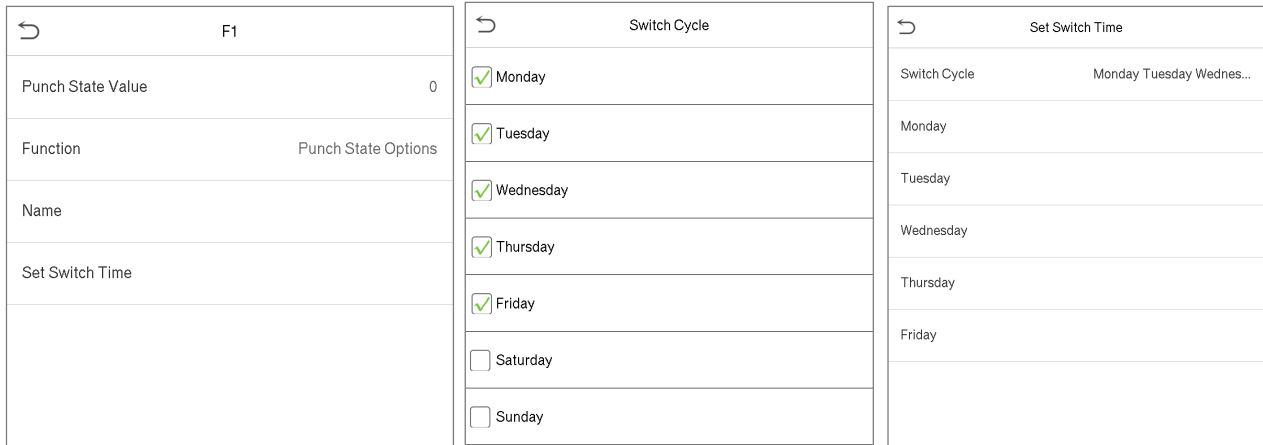 F1
Punch State Value 0
Function Punch State Options
Name
Set Switch Time
Switch Cycle
Monday
Tuesday
Wednesday
Thursday
Friday
Saturday
Sunday
Set Switch Time
Switch Cycle Monday Tuesday Wednes...
Monday
Tuesday
Wednesday
Thursday
Friday